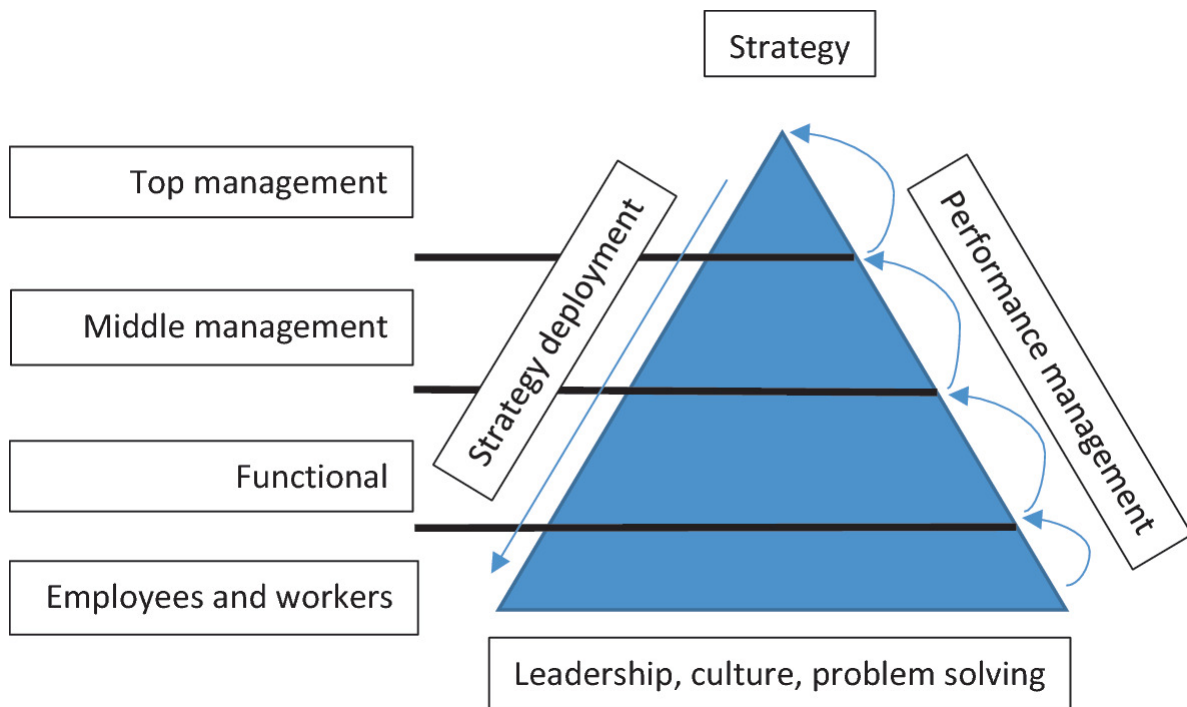 Strategy
Top management
Strategy deployment
Performance management
Middle management
Functional
Employees and workers
Leadership, culture, problem solving